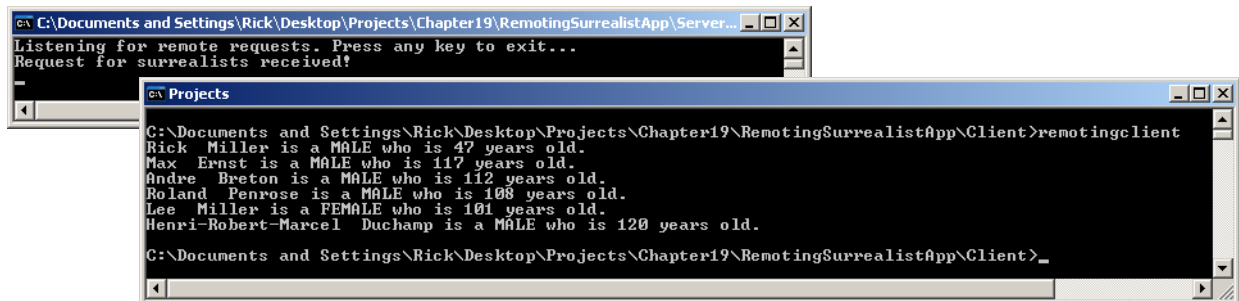 C:\Documents and Settings\Rick\Desktop\Projects\Chapter19\RemotingSurrealistApp\Server...
Listening for remote requests. Press any key to exit...
Request for surrealists received!
Projects
C:\Documents and Settings\Rick\Desktop\Projects\Chapter19\RemotingSurrealistApp\Client>remotingclient
Rick  Miller is a MALE who is 47 years old.
Max  Ernst is a MALE who is 117 years old.
Andre  Breton is a MALE who is 112 years old.
Roland  Penrose is a MALE who is 108 years old.
Lee  Miller is a FEMALE who is 101 years old.
Henri-Robert-Marcel  Duchamp is a MALE who is 120 years old.
C:\Documents and Settings\Rick\Desktop\Projects\Chapter19\RemotingSurrealistApp\Client>_